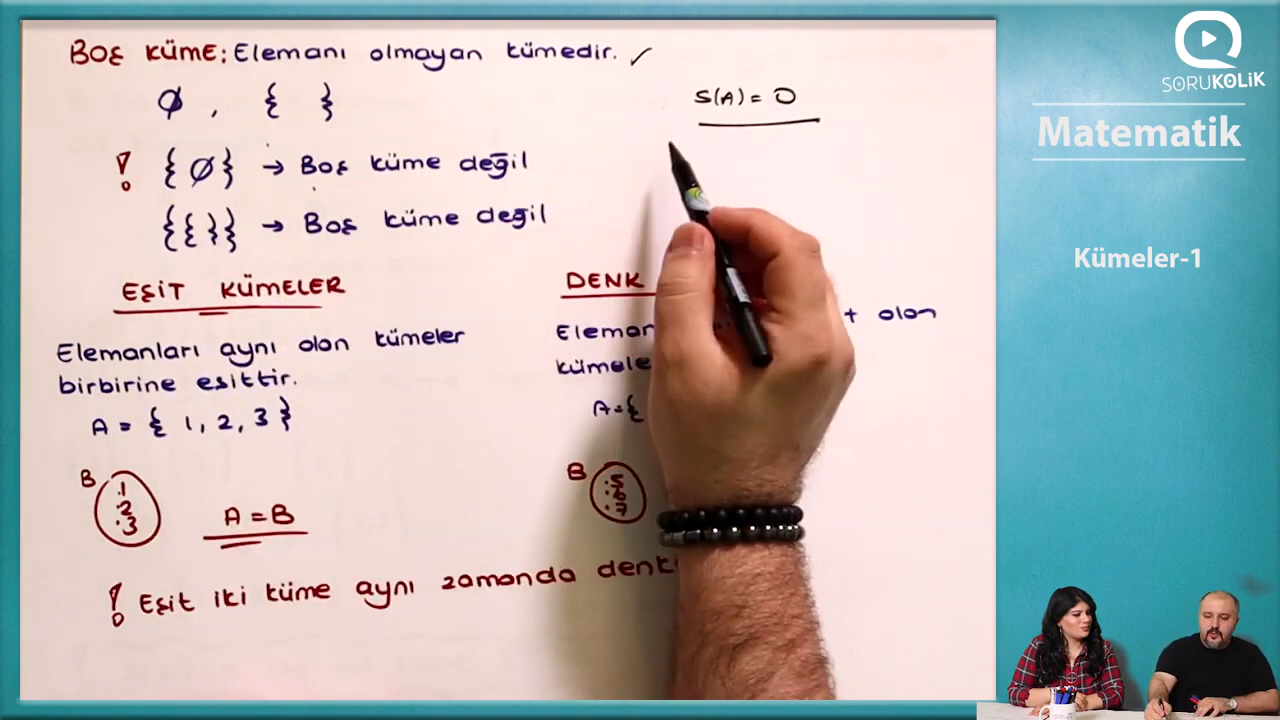 BOŞ KÜME: Elemanı olmayan kümedir. ✓
∅ , { }
S(A) = 0
! {∅} → Boş küme değil
{{}} → Boş küme değil
EŞİT KÜMELER
Elemanları aynı olan kümeler
birbirine eşittir.
A = { 1, 2, 3 }
B
.1
.2
.3
A = B
DENK
olan
A={
B
.5
.6
.7
! Eşit iki küme aynı zamanda
SORUKOLiK
Matematik
Kümeler-1